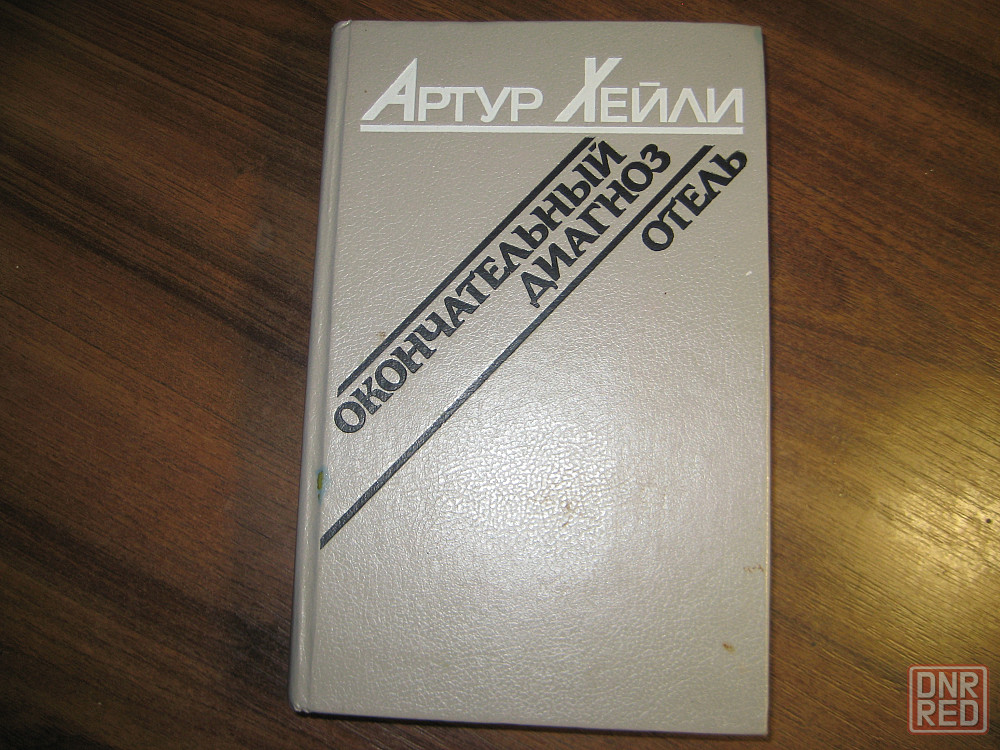 Артур Хейли
ОКОНЧАТЕЛЬНЫЙ
ДИАГНОЗ
ОТЕЛЬ
DNR
RED